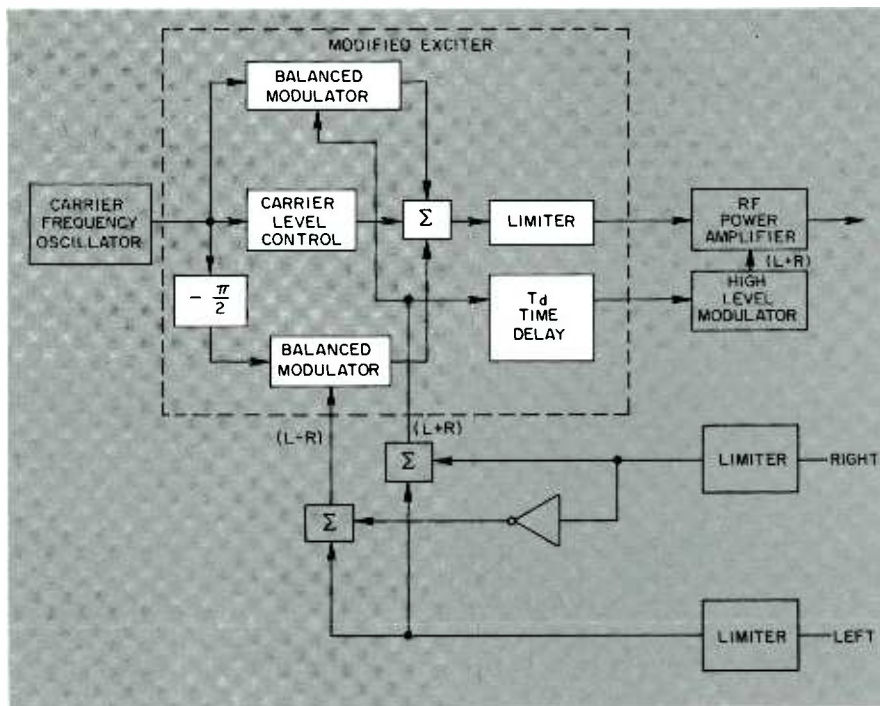 MODIFIED EXCITER
BALANCED
MODULATOR
CARRIER
FREQUENCY
OSCILLATOR
CARRIER
LEVEL
CONTROL
Σ
LIMITER
RF
POWER
AMPLIFIER
(L+R)
- π/2
Td
TIME
DELAY
HIGH
LEVEL
MODULATOR
BALANCED
MODULATOR
(L-R)
(L+R)
Σ
LIMITER
RIGHT
Σ
LIMITER
LEFT